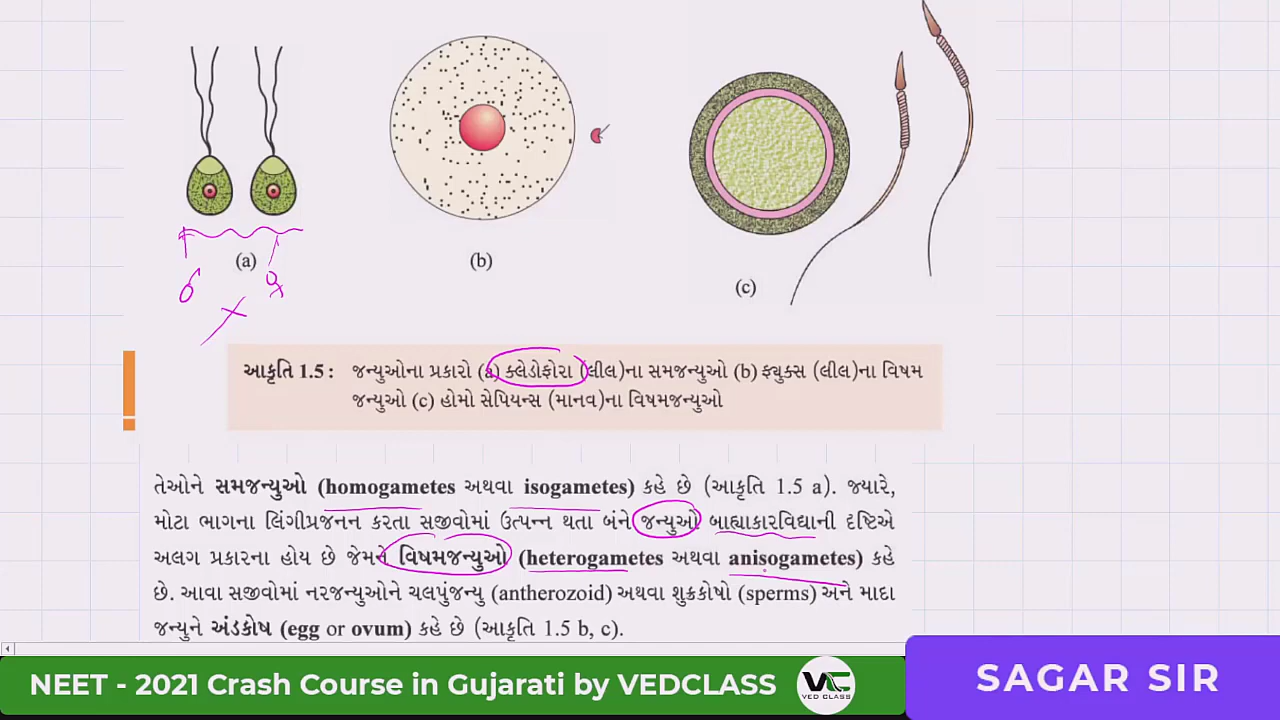 (a)
(b)
(c)
આકૃતિ 1.5 : જન્યુઓના પ્રકારો (a) ક્લેડોફોરા (લીલ)ના સમજન્યુઓ (b) ફ્યુક્સ (લીલ)ના વિષમ
જન્યુઓ (c) હોમો સેપિયન્સ (માનવ)ના વિષમજન્યુઓ
તેઓને સમજન્યુઓ (homogametes અથવા isogametes) કહે છે (આકૃતિ 1.5 a). જ્યારે,
મોટા ભાગના લિંગીપ્રજનન કરતા સજીવોમાં ઉત્પન્ન થતા બંને જન્યુઓ બાહ્યાકારવિદ્યાની દૃષ્ટિએ
અલગ પ્રકારના હોય છે જેમને વિષમજન્યુઓ (heterogametes અથવા anisogametes) કહે
છે. આવા સજીવોમાં નરજન્યુઓને ચલપુંજન્યુ (antherozoid) અથવા શુક્રકોષો (sperms) અને માદા
જન્યુને અંડકોષ (egg or ovum) કહે છે (આકૃતિ 1.5 b, c).
NEET - 2021 Crash Course in Gujarati by VEDCLASS
VC
VED CLASS
SAGAR SIR